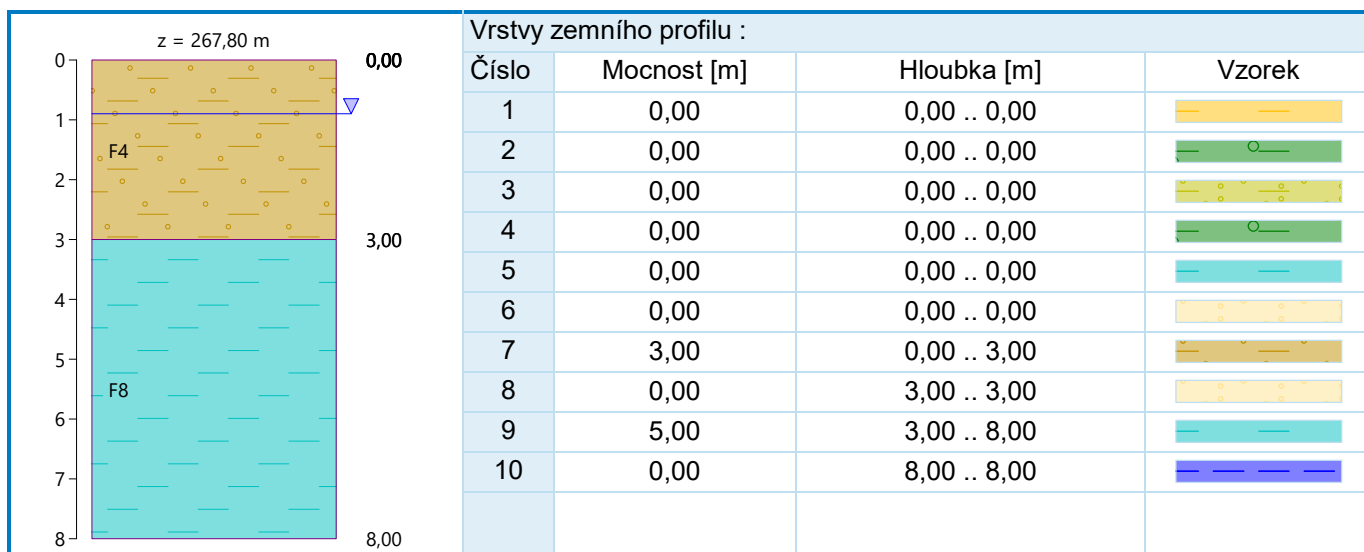 z = 267,80 m
0
0,00
1
F4
2
3
3,00
4
5
F8
6
7
8
8,00
Vrstvy zemního profilu :
Číslo Mocnost [m] Hloubka [m] Vzorek
1 0,00 0,00 .. 0,00
2 0,00 0,00 .. 0,00
3 0,00 0,00 .. 0,00
4 0,00 0,00 .. 0,00
5 0,00 0,00 .. 0,00
6 0,00 0,00 .. 0,00
7 3,00 0,00 .. 3,00
8 0,00 3,00 .. 3,00
9 5,00 3,00 .. 8,00
10 0,00 8,00 .. 8,00